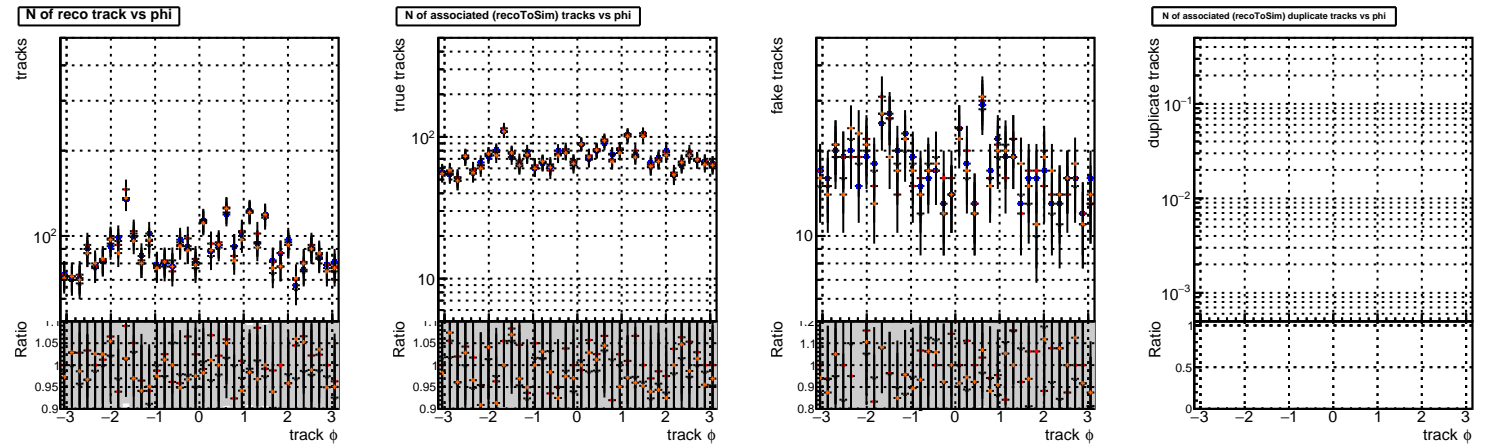 N of reco track vs phi
tracks
10²
Ratio
1.1
1.05
1
0.95
0.9
−3 −2 −1 0 1 2 3
track ϕ
N of associated (recoToSim) tracks vs phi
true tracks
10²
10
Ratio
1.1
1.05
1
0.95
0.9
−3 −2 −1 0 1 2 3
track ϕ
fake tracks
10
Ratio
1.2
1.1
1
0.9
0.8
−3 −2 −1 0 1 2 3
track ϕ
N of associated (recoToSim) duplicate tracks vs phi
duplicate tracks
10⁻¹
10⁻²
10⁻³
Ratio
1
0.5
0
−3 −2 −1 0 1 2 3
track ϕ